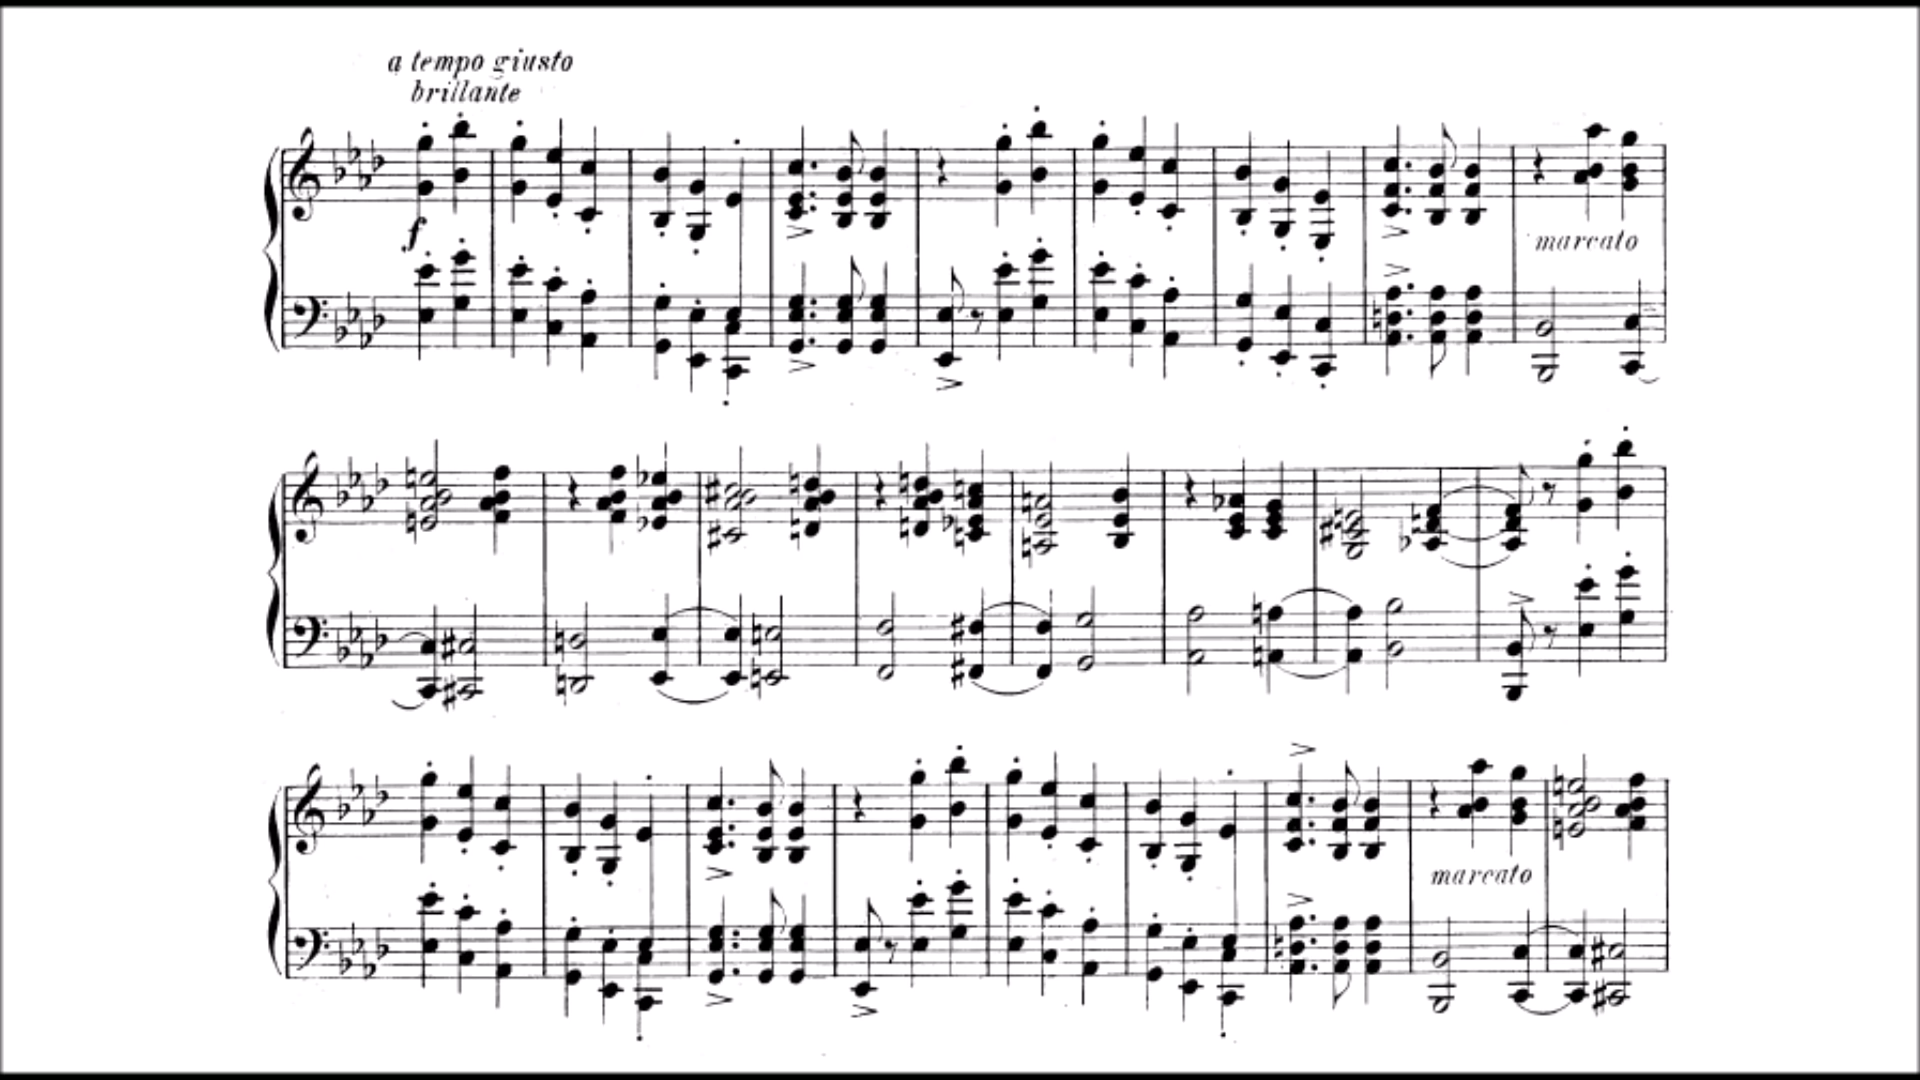 a tempo giusto
brillante
f
marcato
marcato